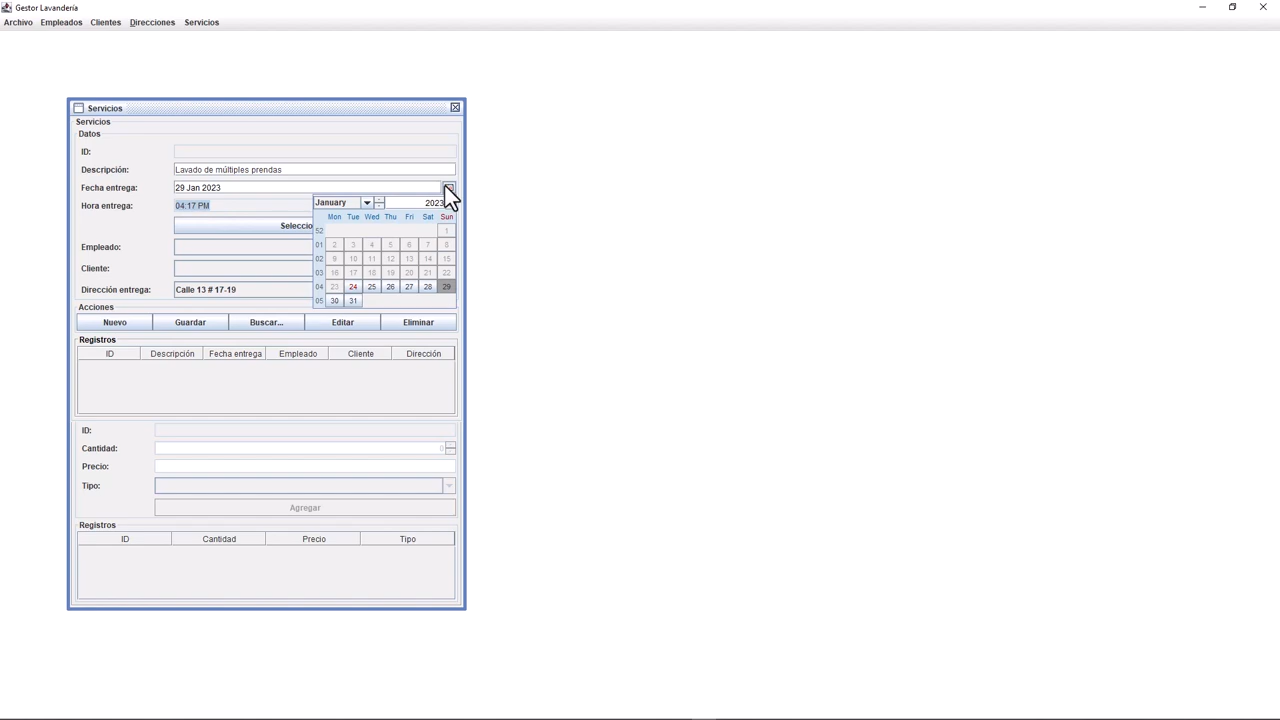 Gestor Lavandería
Archivo Empleados Clientes Direcciones Servicios
Servicios
Servicios
Datos
ID:
Descripción: Lavado de múltiples prendas
Fecha entrega: 29 Jan 2023
Hora entrega: 04:17 PM
January 2023
Mon Tue Wed Thu Fri Sat Sun
52 1
01 2 3 4 5 6 7 8
02 9 10 11 12 13 14 15
03 16 17 18 19 20 21 22
04 23 24 25 26 27 28 29
05 30 31
Seleccio
Empleado:
Cliente:
Dirección entrega: Calle 13 # 17-19
Acciones
Nuevo Guardar Buscar... Editar Eliminar
Registros
ID Descripción Fecha entrega Empleado Cliente Dirección
ID:
Cantidad: 0
Precio:
Tipo:
Agregar
Registros
ID Cantidad Precio Tipo